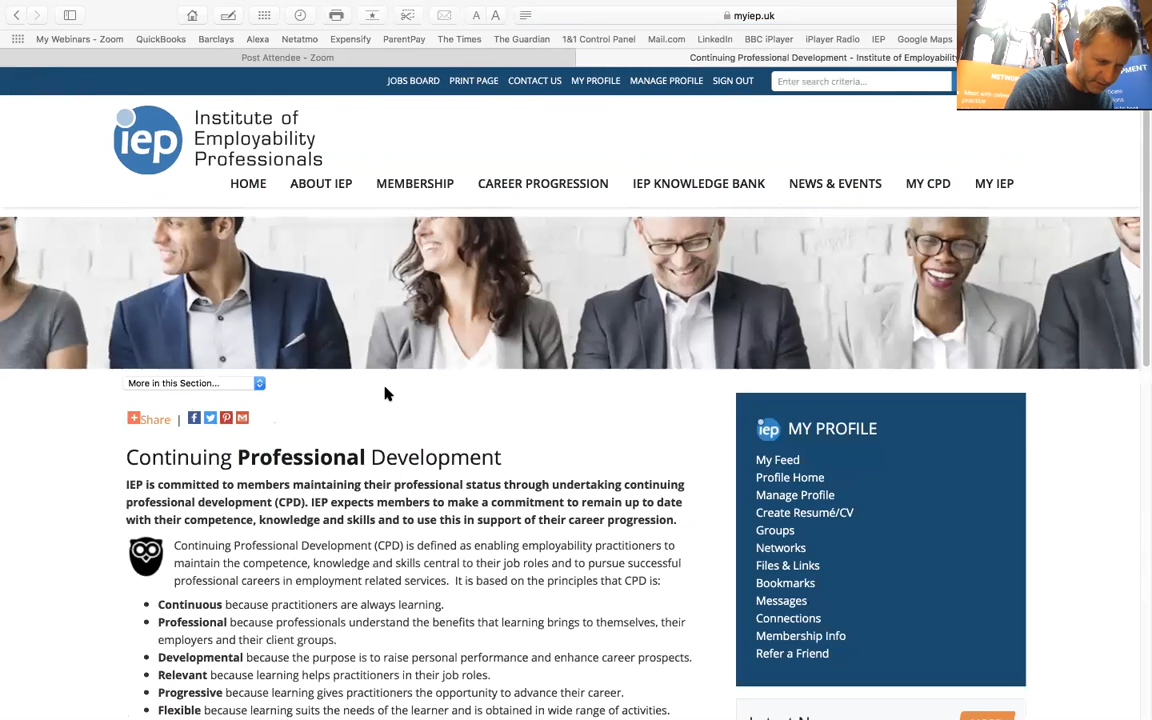 myiep.uk
My Webinars - Zoom QuickBooks Barclays Alexa Netatmo Expensify ParentPay The Times The Guardian 1&1 Control Panel Mail.com LinkedIn BBC iPlayer iPlayer Radio IEP Google Maps
Post Attendee - Zoom
Continuing Professional Development - Institute of Employability
JOBS BOARD PRINT PAGE CONTACT US MY PROFILE MANAGE PROFILE SIGN OUT
Enter search criteria...
iep
Institute of
Employability
Professionals
HOME ABOUT IEP MEMBERSHIP CAREER PROGRESSION IEP KNOWLEDGE BANK NEWS & EVENTS MY CPD MY IEP
More in this Section...
Share |
Continuing Professional Development
IEP is committed to members maintaining their professional status through undertaking continuing
professional development (CPD). IEP expects members to make a commitment to remain up to date
with their competence, knowledge and skills and to use this in support of their career progression.
Continuing Professional Development (CPD) is defined as enabling employability practitioners to
maintain the competence, knowledge and skills central to their job roles and to pursue successful
professional careers in employment related services. It is based on the principles that CPD is:
• Continuous because practitioners are always learning.
• Professional because professionals understand the benefits that learning brings to themselves, their
employers and their client groups.
• Developmental because the purpose is to raise personal performance and enhance career prospects.
• Relevant because learning helps practitioners in their job roles.
• Progressive because learning gives practitioners the opportunity to advance their career.
• Flexible because learning suits the needs of the learner and is obtained in wide range of activities.
iep MY PROFILE
My Feed
Profile Home
Manage Profile
Create Resumé/CV
Groups
Networks
Files & Links
Bookmarks
Messages
Connections
Membership Info
Refer a Friend